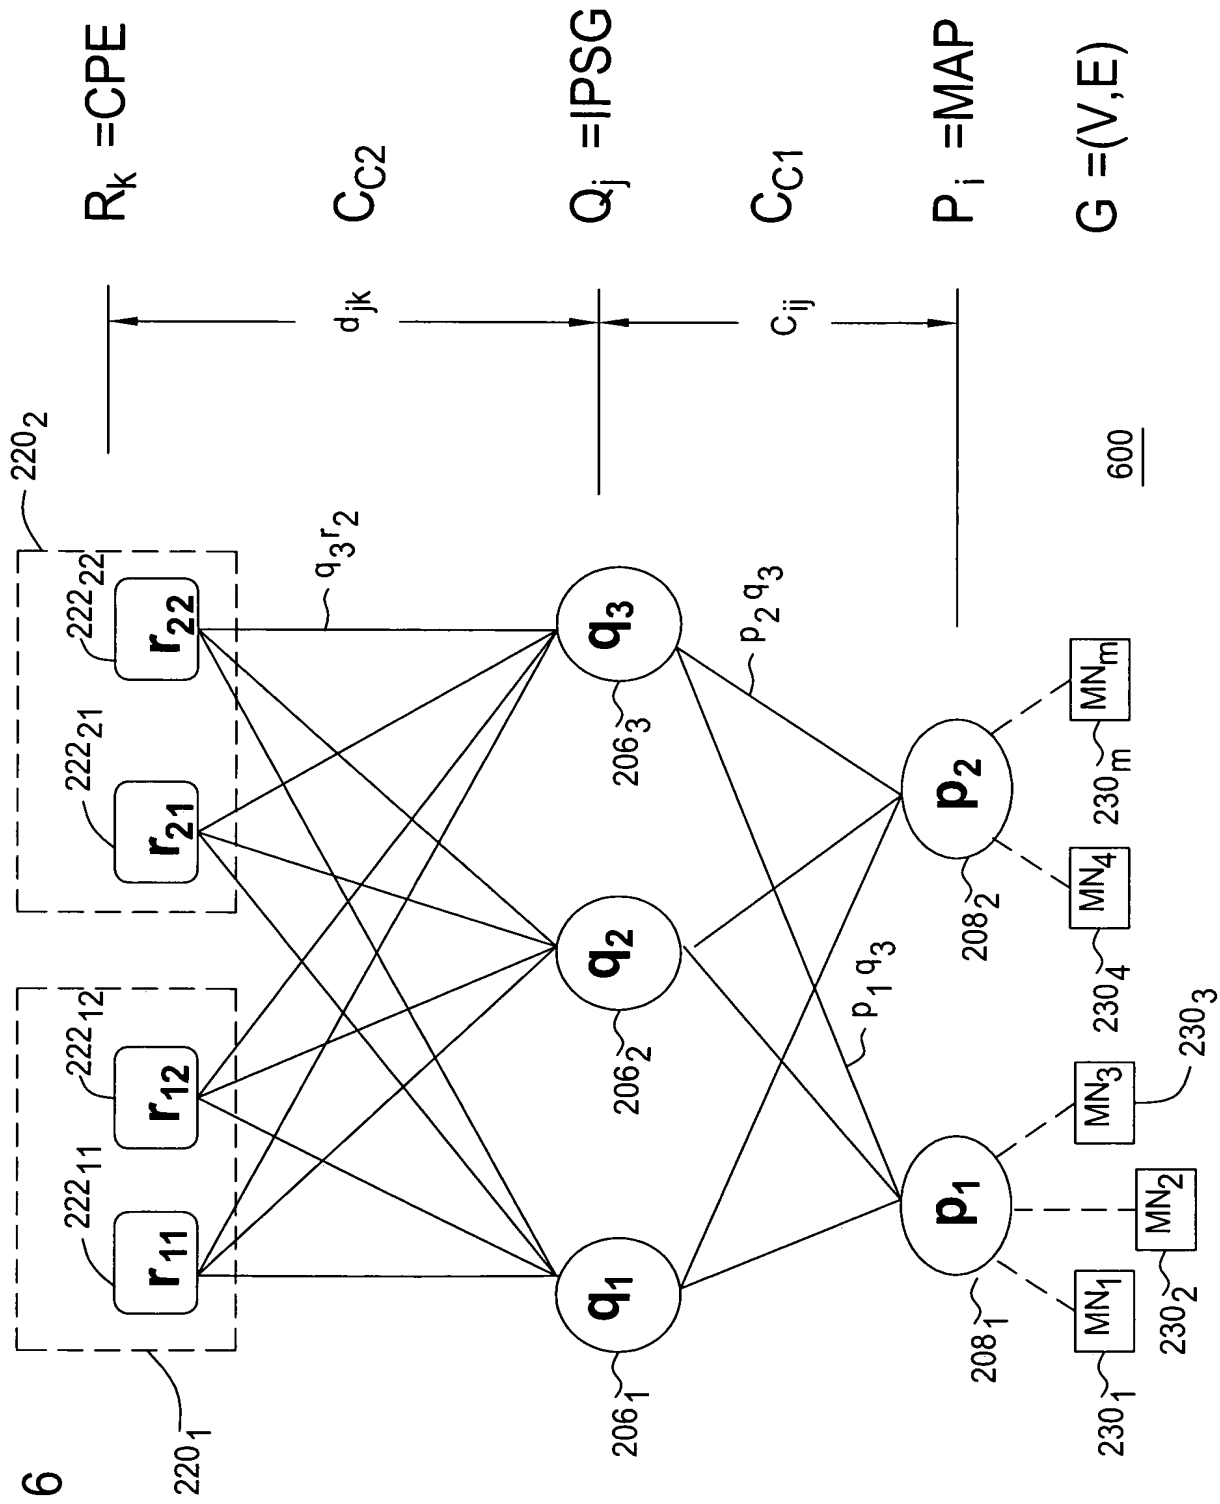 6
220₁
220₂
222₁₁
222₁₂
222₂₁
222₂₂
r₁₁
r₁₂
r₂₁
r₂₂
R_k =CPE
q₃r₂
d_jk
C_C2
q₁
q₂
q₃
206₁
206₂
206₃
Q_j =IPSG
p₁q₃
p₂q₃
c_ij
C_C1
p₁
p₂
208₁
208₂
P_i =MAP
MN₁
MN₂
MN₃
MN₄
MN_m
230₁
230₂
230₃
230₄
230_m
600
G =(V,E)